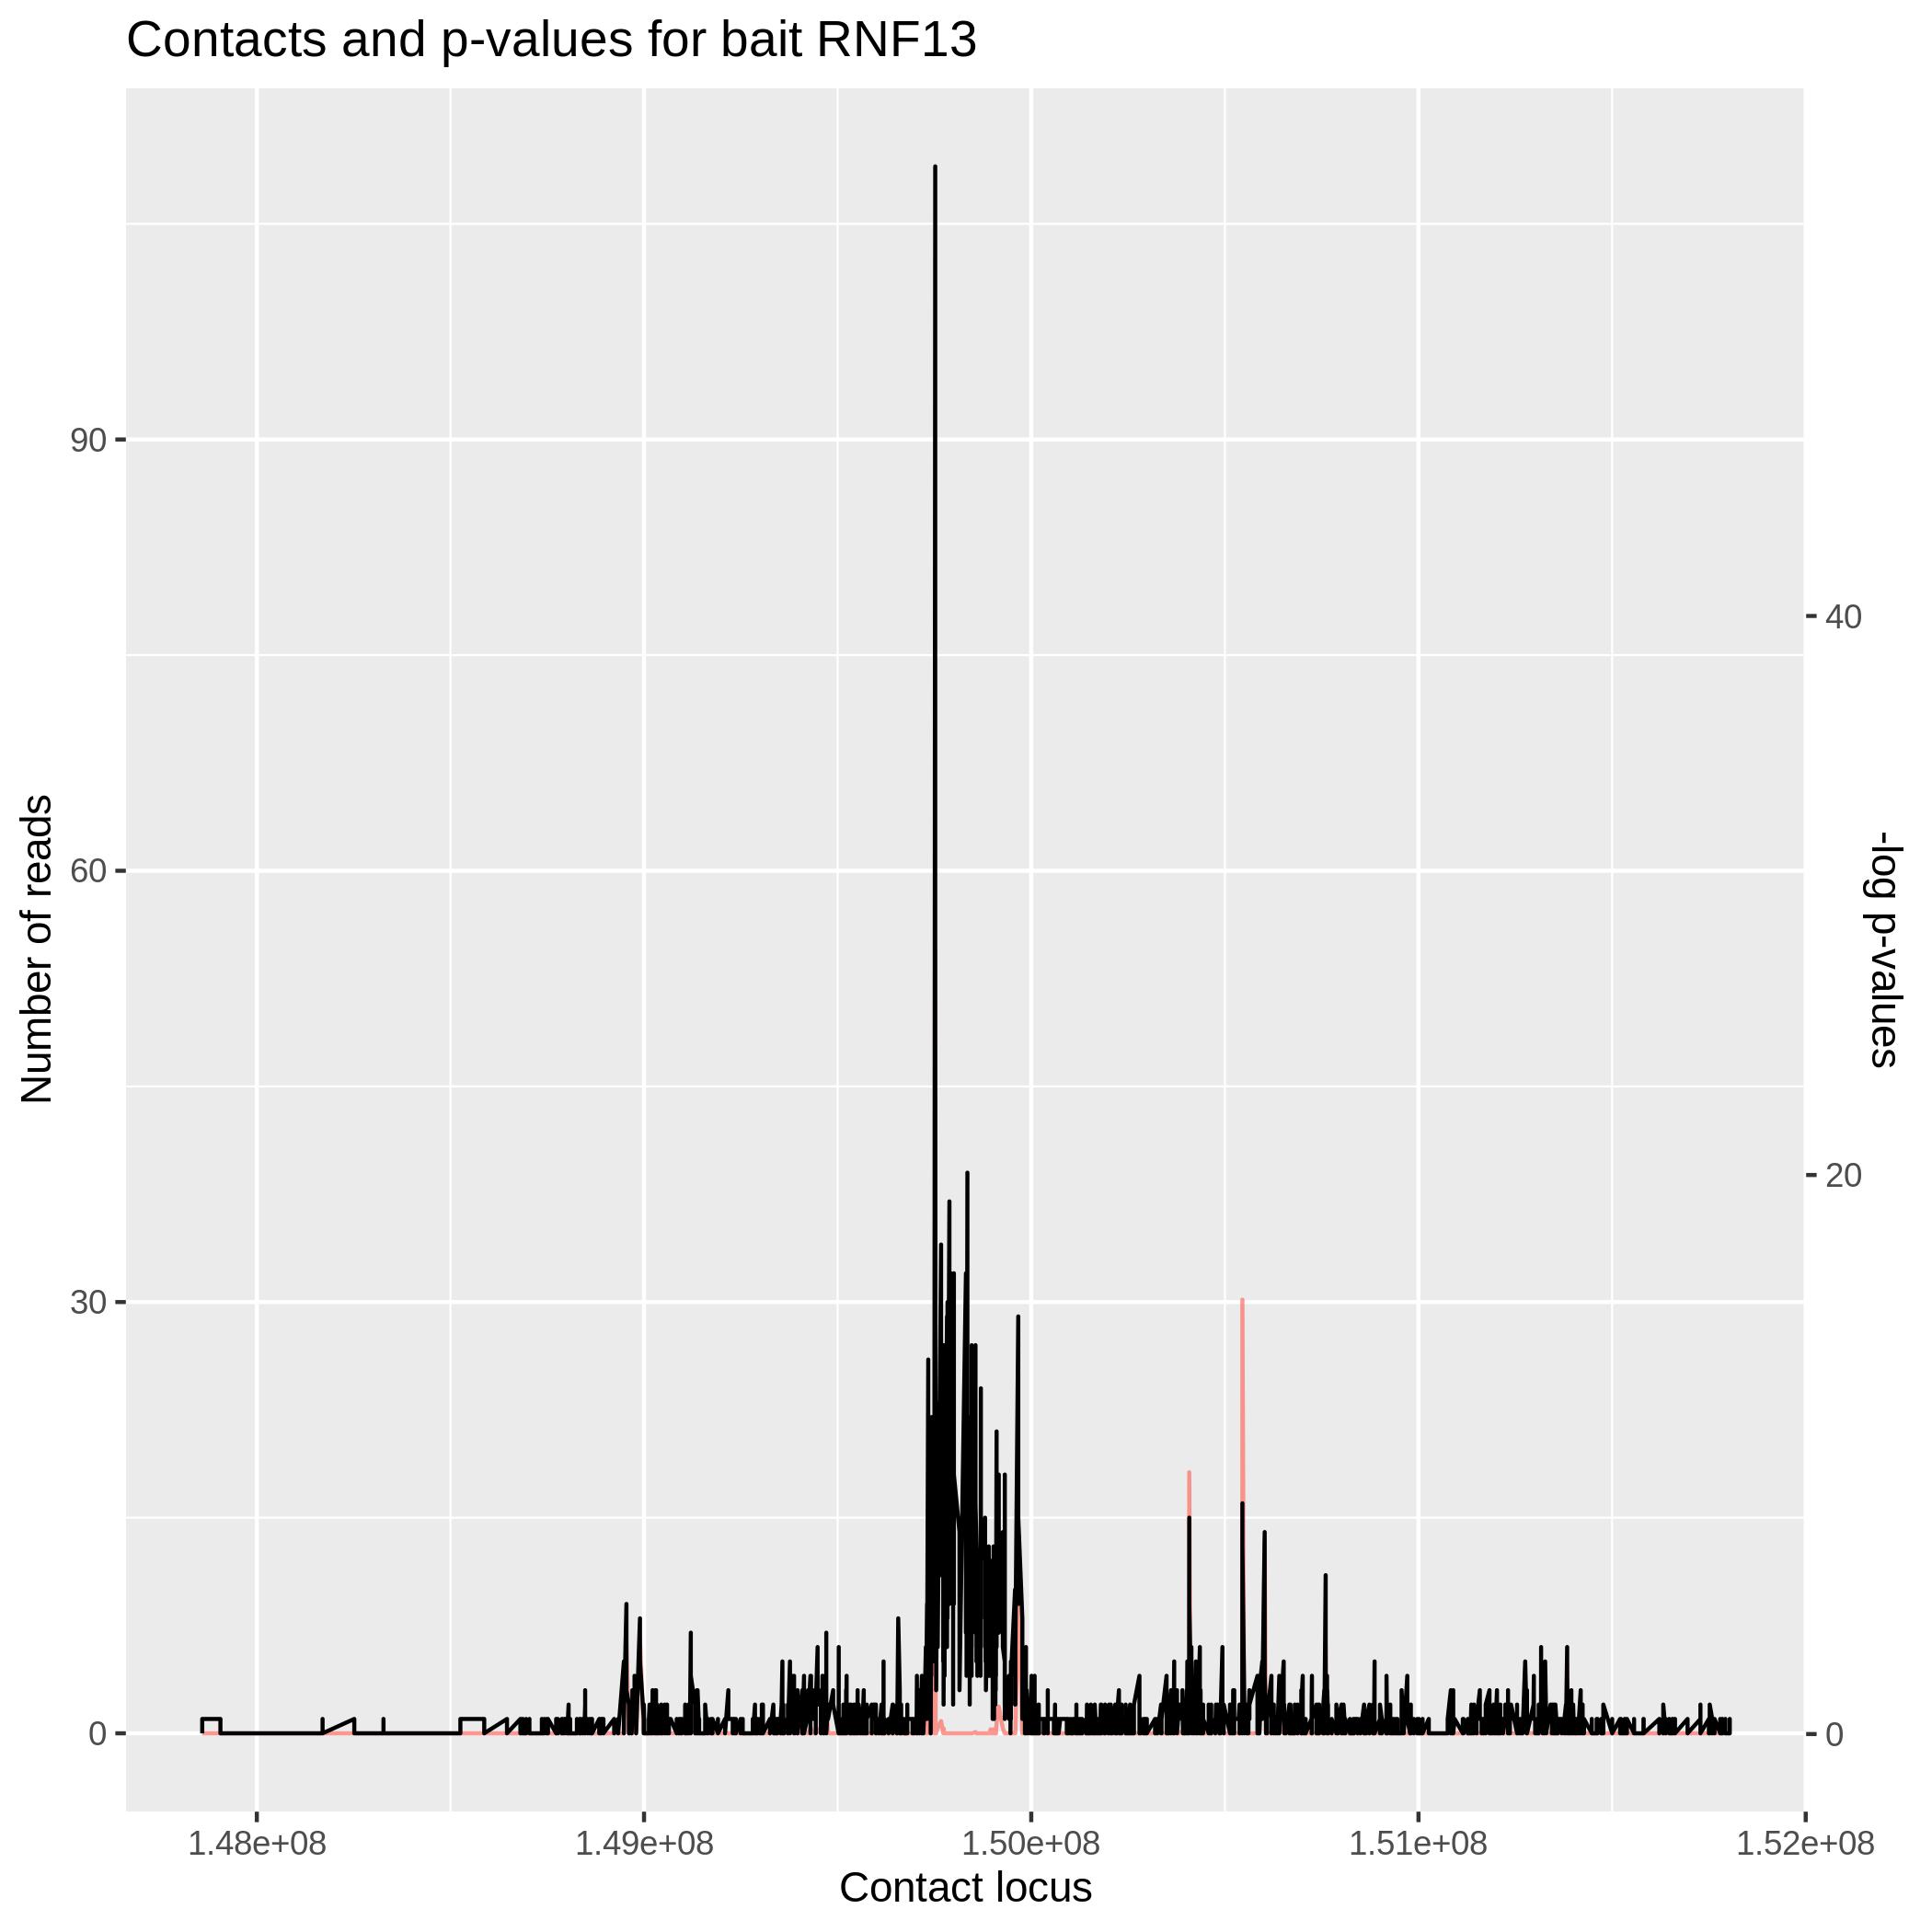 Contacts and p-values for bait RNF13
90
60
30
0
Number of reads
40
20
0
-log p-values
1.48e+08
1.49e+08
1.50e+08
1.51e+08
1.52e+08
Contact locus